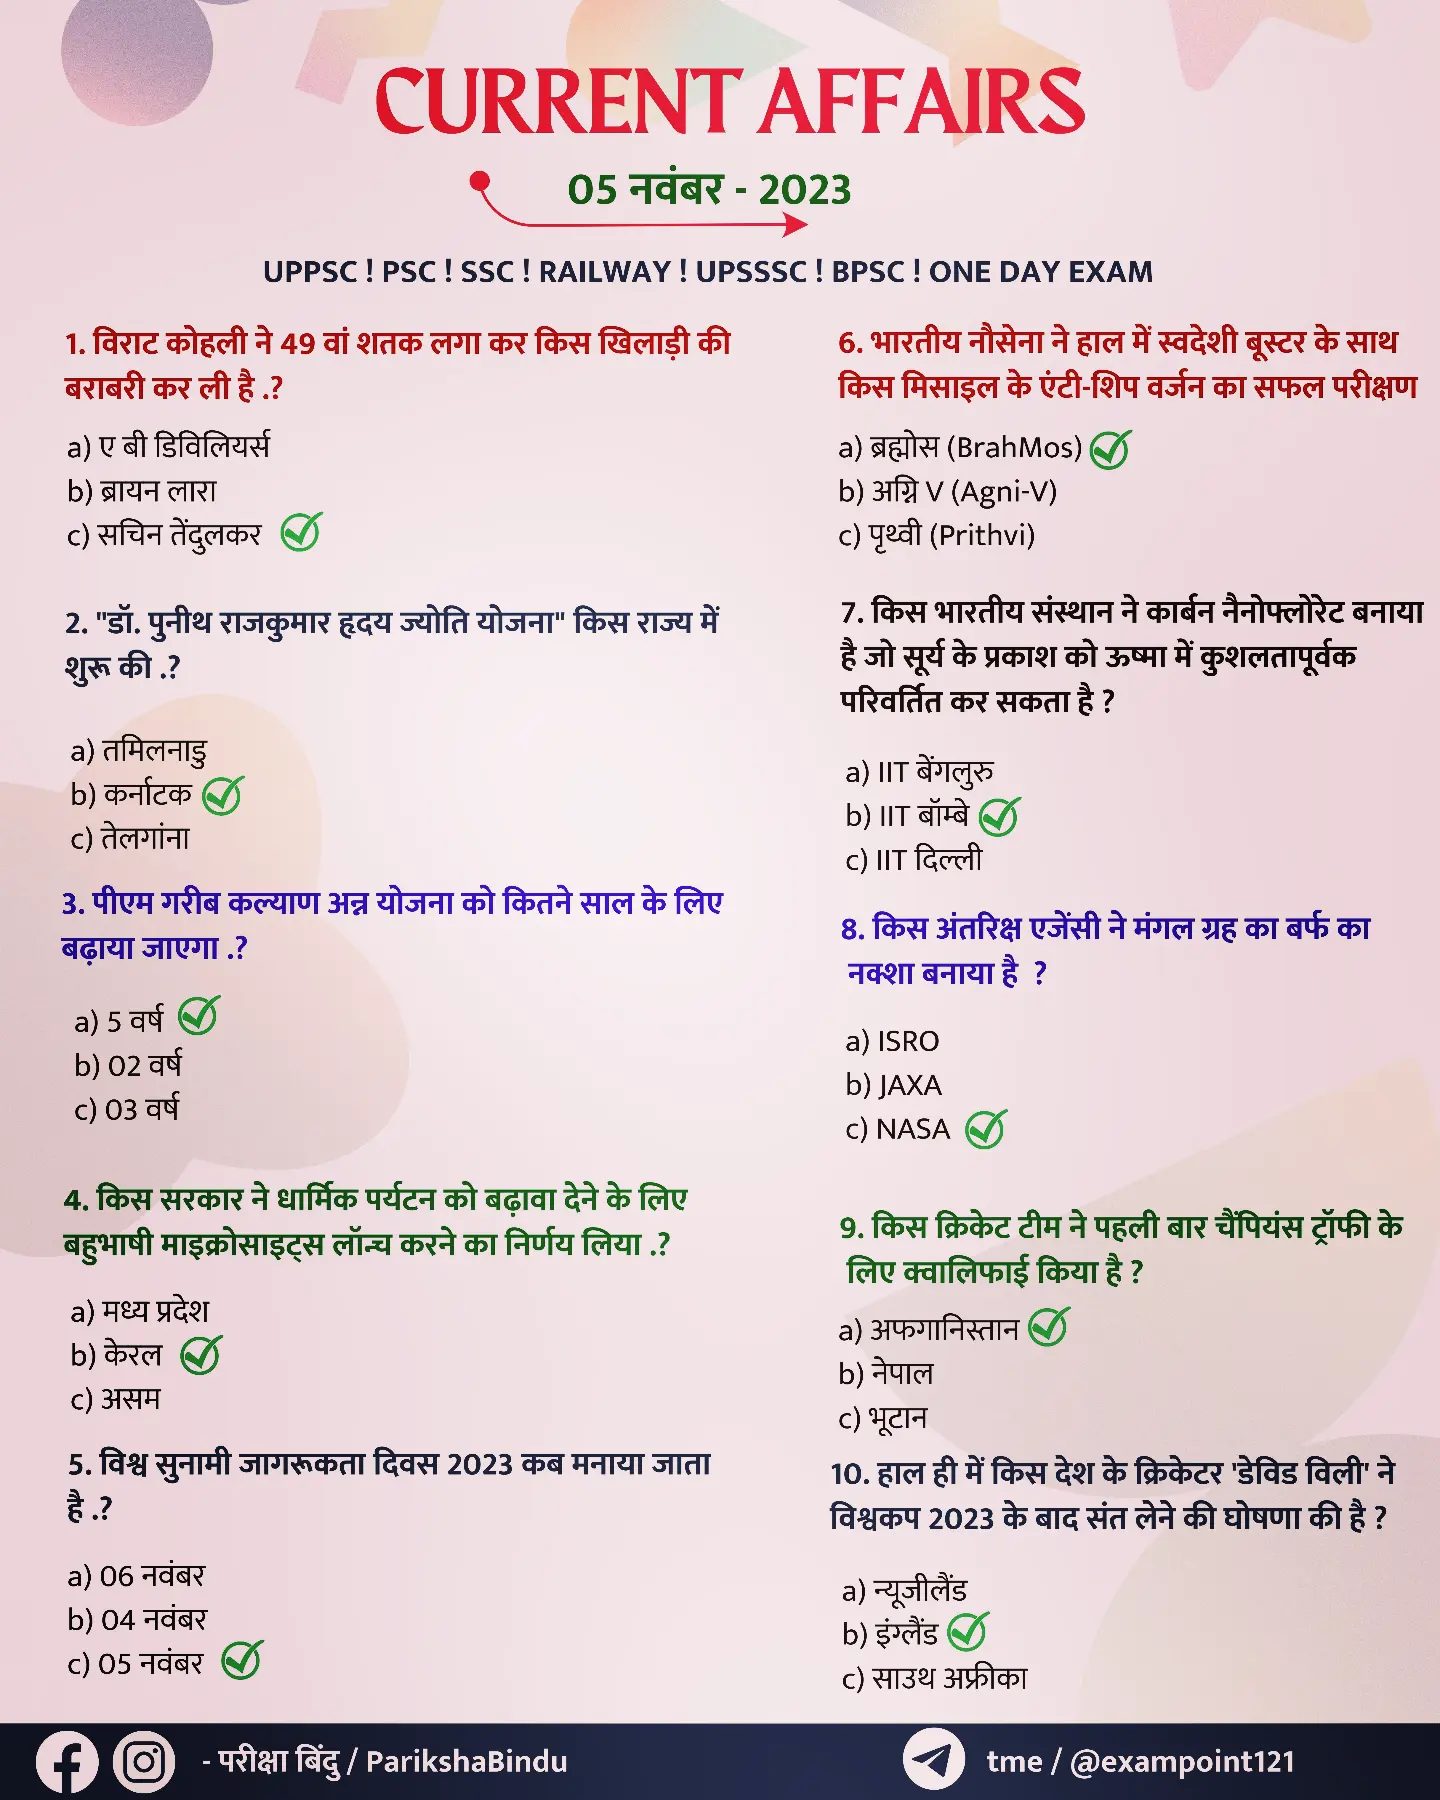 CURRENT AFFAIRS
05 नवंबर - 2023
UPPSC ! PSC ! SSC ! RAILWAY ! UPSSSC ! BPSC ! ONE DAY EXAM
1. विराट कोहली ने 49 वां शतक लगा कर किस खिलाड़ी की
बराबरी कर ली है .?
a) ए बी डिविलियर्स
b) ब्रायन लारा
c) सचिन तेंदुलकर
2. "डॉ. पुनीथ राजकुमार हृदय ज्योति योजना" किस राज्य में
शुरू की .?
a) तमिलनाडु
b) कर्नाटक
c) तेलगांना
3. पीएम गरीब कल्याण अन्न योजना को कितने साल के लिए
बढ़ाया जाएगा .?
a) 5 वर्ष
b) 02 वर्ष
c) 03 वर्ष
4. किस सरकार ने धार्मिक पर्यटन को बढ़ावा देने के लिए
बहुभाषी माइक्रोसाइट्स लॉन्च करने का निर्णय लिया .?
a) मध्य प्रदेश
b) केरल
c) असम
5. विश्व सुनामी जागरूकता दिवस 2023 कब मनाया जाता
है .?
a) 06 नवंबर
b) 04 नवंबर
c) 05 नवंबर
6. भारतीय नौसेना ने हाल में स्वदेशी बूस्टर के साथ
किस मिसाइल के एंटी-शिप वर्जन का सफल परीक्षण
a) ब्रह्मोस (BrahMos)
b) अग्नि V (Agni-V)
c) पृथ्वी (Prithvi)
7. किस भारतीय संस्थान ने कार्बन नैनोफ्लोरेट बनाया
है जो सूर्य के प्रकाश को ऊष्मा में कुशलतापूर्वक
परिवर्तित कर सकता है ?
a) IIT बेंगलुरु
b) IIT बॉम्बे
c) IIT दिल्ली
8. किस अंतरिक्ष एजेंसी ने मंगल ग्रह का बर्फ का
नक्शा बनाया है ?
a) ISRO
b) JAXA
c) NASA
9. किस क्रिकेट टीम ने पहली बार चैंपियंस ट्रॉफी के
लिए क्वालिफाई किया है ?
a) अफगानिस्तान
b) नेपाल
c) भूटान
10. हाल ही में किस देश के क्रिकेटर 'डेविड विली' ने
विश्वकप 2023 के बाद संत लेने की घोषणा की है ?
a) न्यूजीलैंड
b) इंग्लैंड
c) साउथ अफ्रीका
- परीक्षा बिंदु / ParikshaBindu
tme / @exampoint121